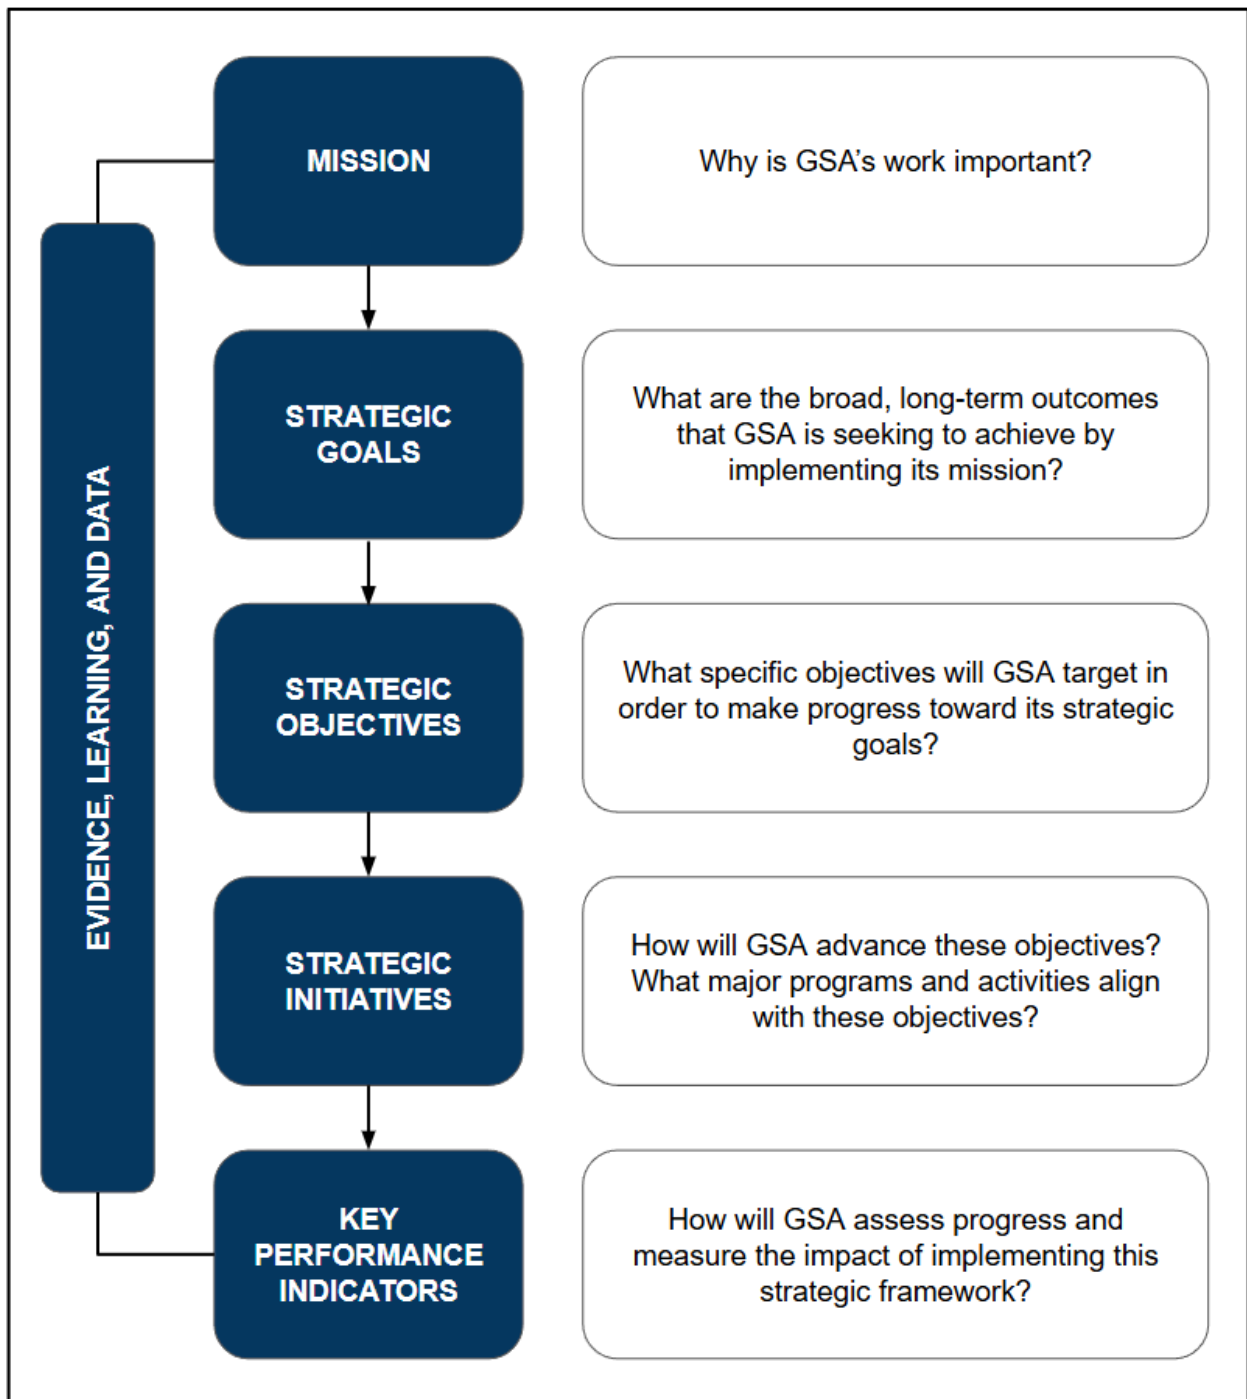 MISSION
Why is GSA’s work important?
STRATEGIC
GOALS
What are the broad, long-term outcomes
that GSA is seeking to achieve by
implementing its mission?
EVIDENCE, LEARNING, AND DATA
STRATEGIC
OBJECTIVES
What specific objectives will GSA target in
order to make progress toward its strategic
goals?
STRATEGIC
INITIATIVES
How will GSA advance these objectives?
What major programs and activities align
with these objectives?
KEY
PERFORMANCE
INDICATORS
How will GSA assess progress and
measure the impact of implementing this
strategic framework?